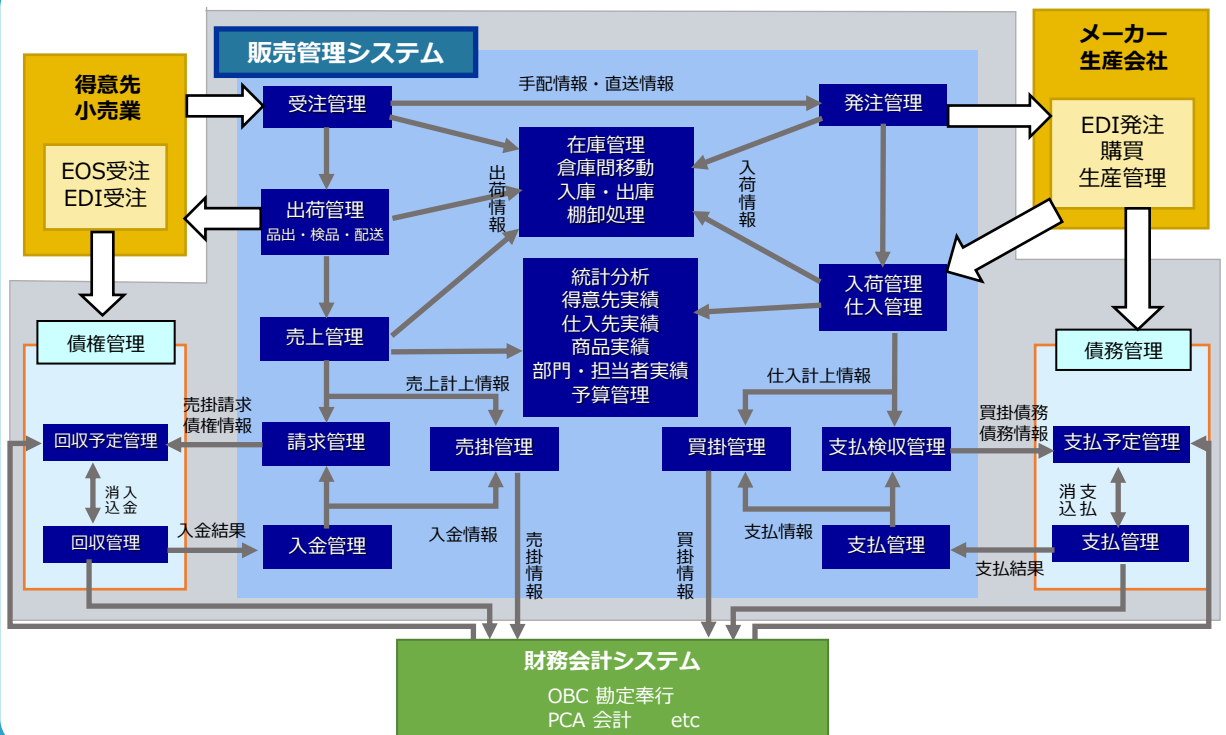 販売管理システム
得意先
小売業
EOS受注
EDI受注
メーカー
生産会社
EDI発注
購買
生産管理
受注管理
手配情報・直送情報
発注管理
在庫管理
倉庫間移動
入庫・出庫
棚卸処理
出荷情報
入荷情報
出荷管理
品出・検品・配送
統計分析
得意先実績
仕入先実績
商品実績
部門・担当者実績
予算管理
入荷管理
仕入管理
売上管理
債権管理
債務管理
売上計上情報
仕入計上情報
売掛請求
債権情報
買掛債務
債務情報
回収予定管理
請求管理
売掛管理
買掛管理
支払検収管理
支払予定管理
入金
消込
支払
消込
回収管理
入金結果
入金管理
入金情報
売掛情報
買掛情報
支払情報
支払管理
支払結果
支払管理
財務会計システム
OBC 勘定奉行
PCA 会計 etc